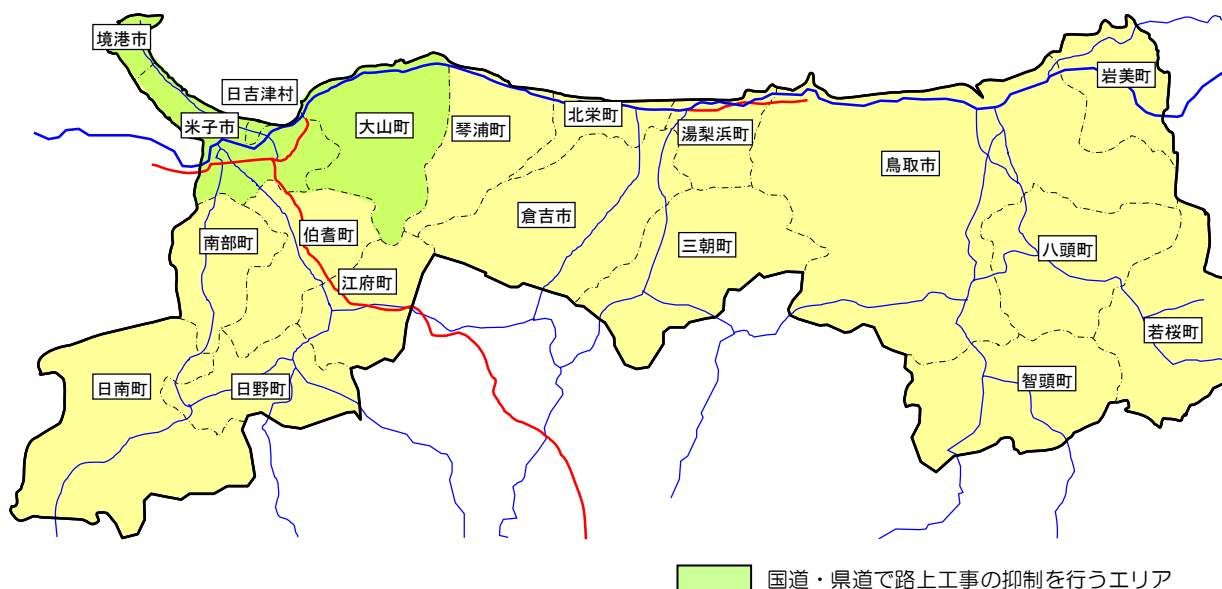 境港市
日吉津村
米子市
大山町
琴浦町
北栄町
湯梨浜町
岩美町
鳥取市
倉吉市
南部町
伯耆町
三朝町
八頭町
江府町
若桜町
日南町
日野町
智頭町
国道・県道で路上工事の抑制を行うエリア